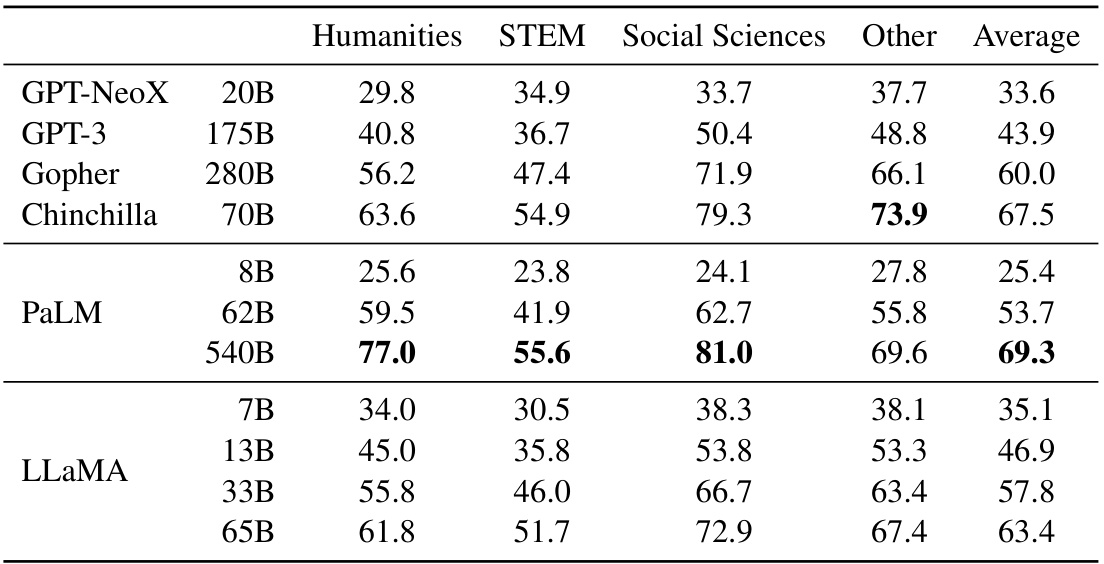 Humanities STEM Social Sciences Other Average
GPT-NeoX 20B 29.8 34.9 33.7 37.7 33.6
GPT-3 175B 40.8 36.7 50.4 48.8 43.9
Gopher 280B 56.2 47.4 71.9 66.1 60.0
Chinchilla 70B 63.6 54.9 79.3 73.9 67.5
8B 25.6 23.8 24.1 27.8 25.4
PaLM 62B 59.5 41.9 62.7 55.8 53.7
540B 77.0 55.6 81.0 69.6 69.3
7B 34.0 30.5 38.3 38.1 35.1
13B 45.0 35.8 53.8 53.3 46.9
LLaMA
33B 55.8 46.0 66.7 63.4 57.8
65B 61.8 51.7 72.9 67.4 63.4